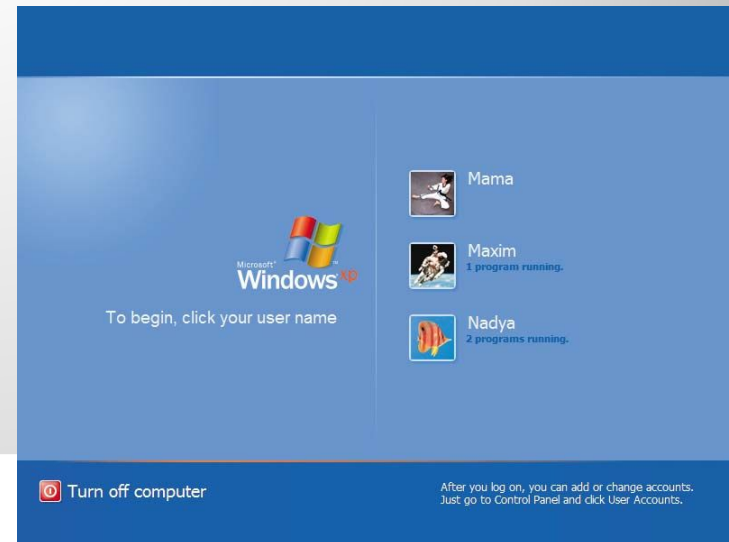 Microsoft®
Windows xp
To begin, click your user name
Mama
Maxim
1 program running.
Nadya
2 programs running.
Turn off computer
After you log on, you can add or change accounts.
Just go to Control Panel and click User Accounts.